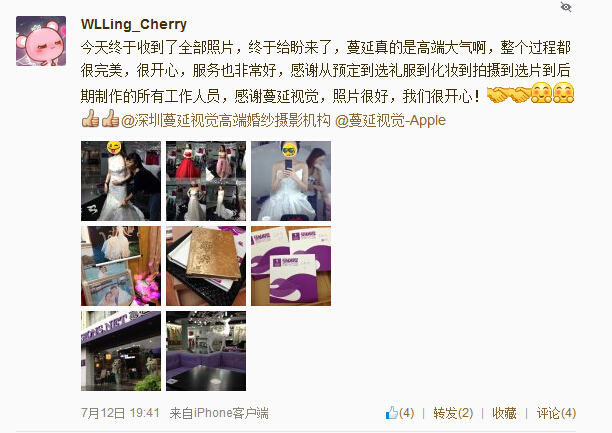 WLLing_Cherry
今天终于收到了全部照片，终于给盼来了，蔓延真的是高端大气啊，整个过程都
很完美，很开心，服务也非常好，感谢从预定到选礼服到化妆到拍摄到选片到后
期制作的所有工作人员，感谢蔓延视觉，照片很好，我们很开心！
@深圳蔓延视觉高端婚纱摄影机构 @蔓延视觉-Apple
7月12日 19:41 来自iPhone客户端
(4) | 转发(2) | 收藏 | 评论(4)